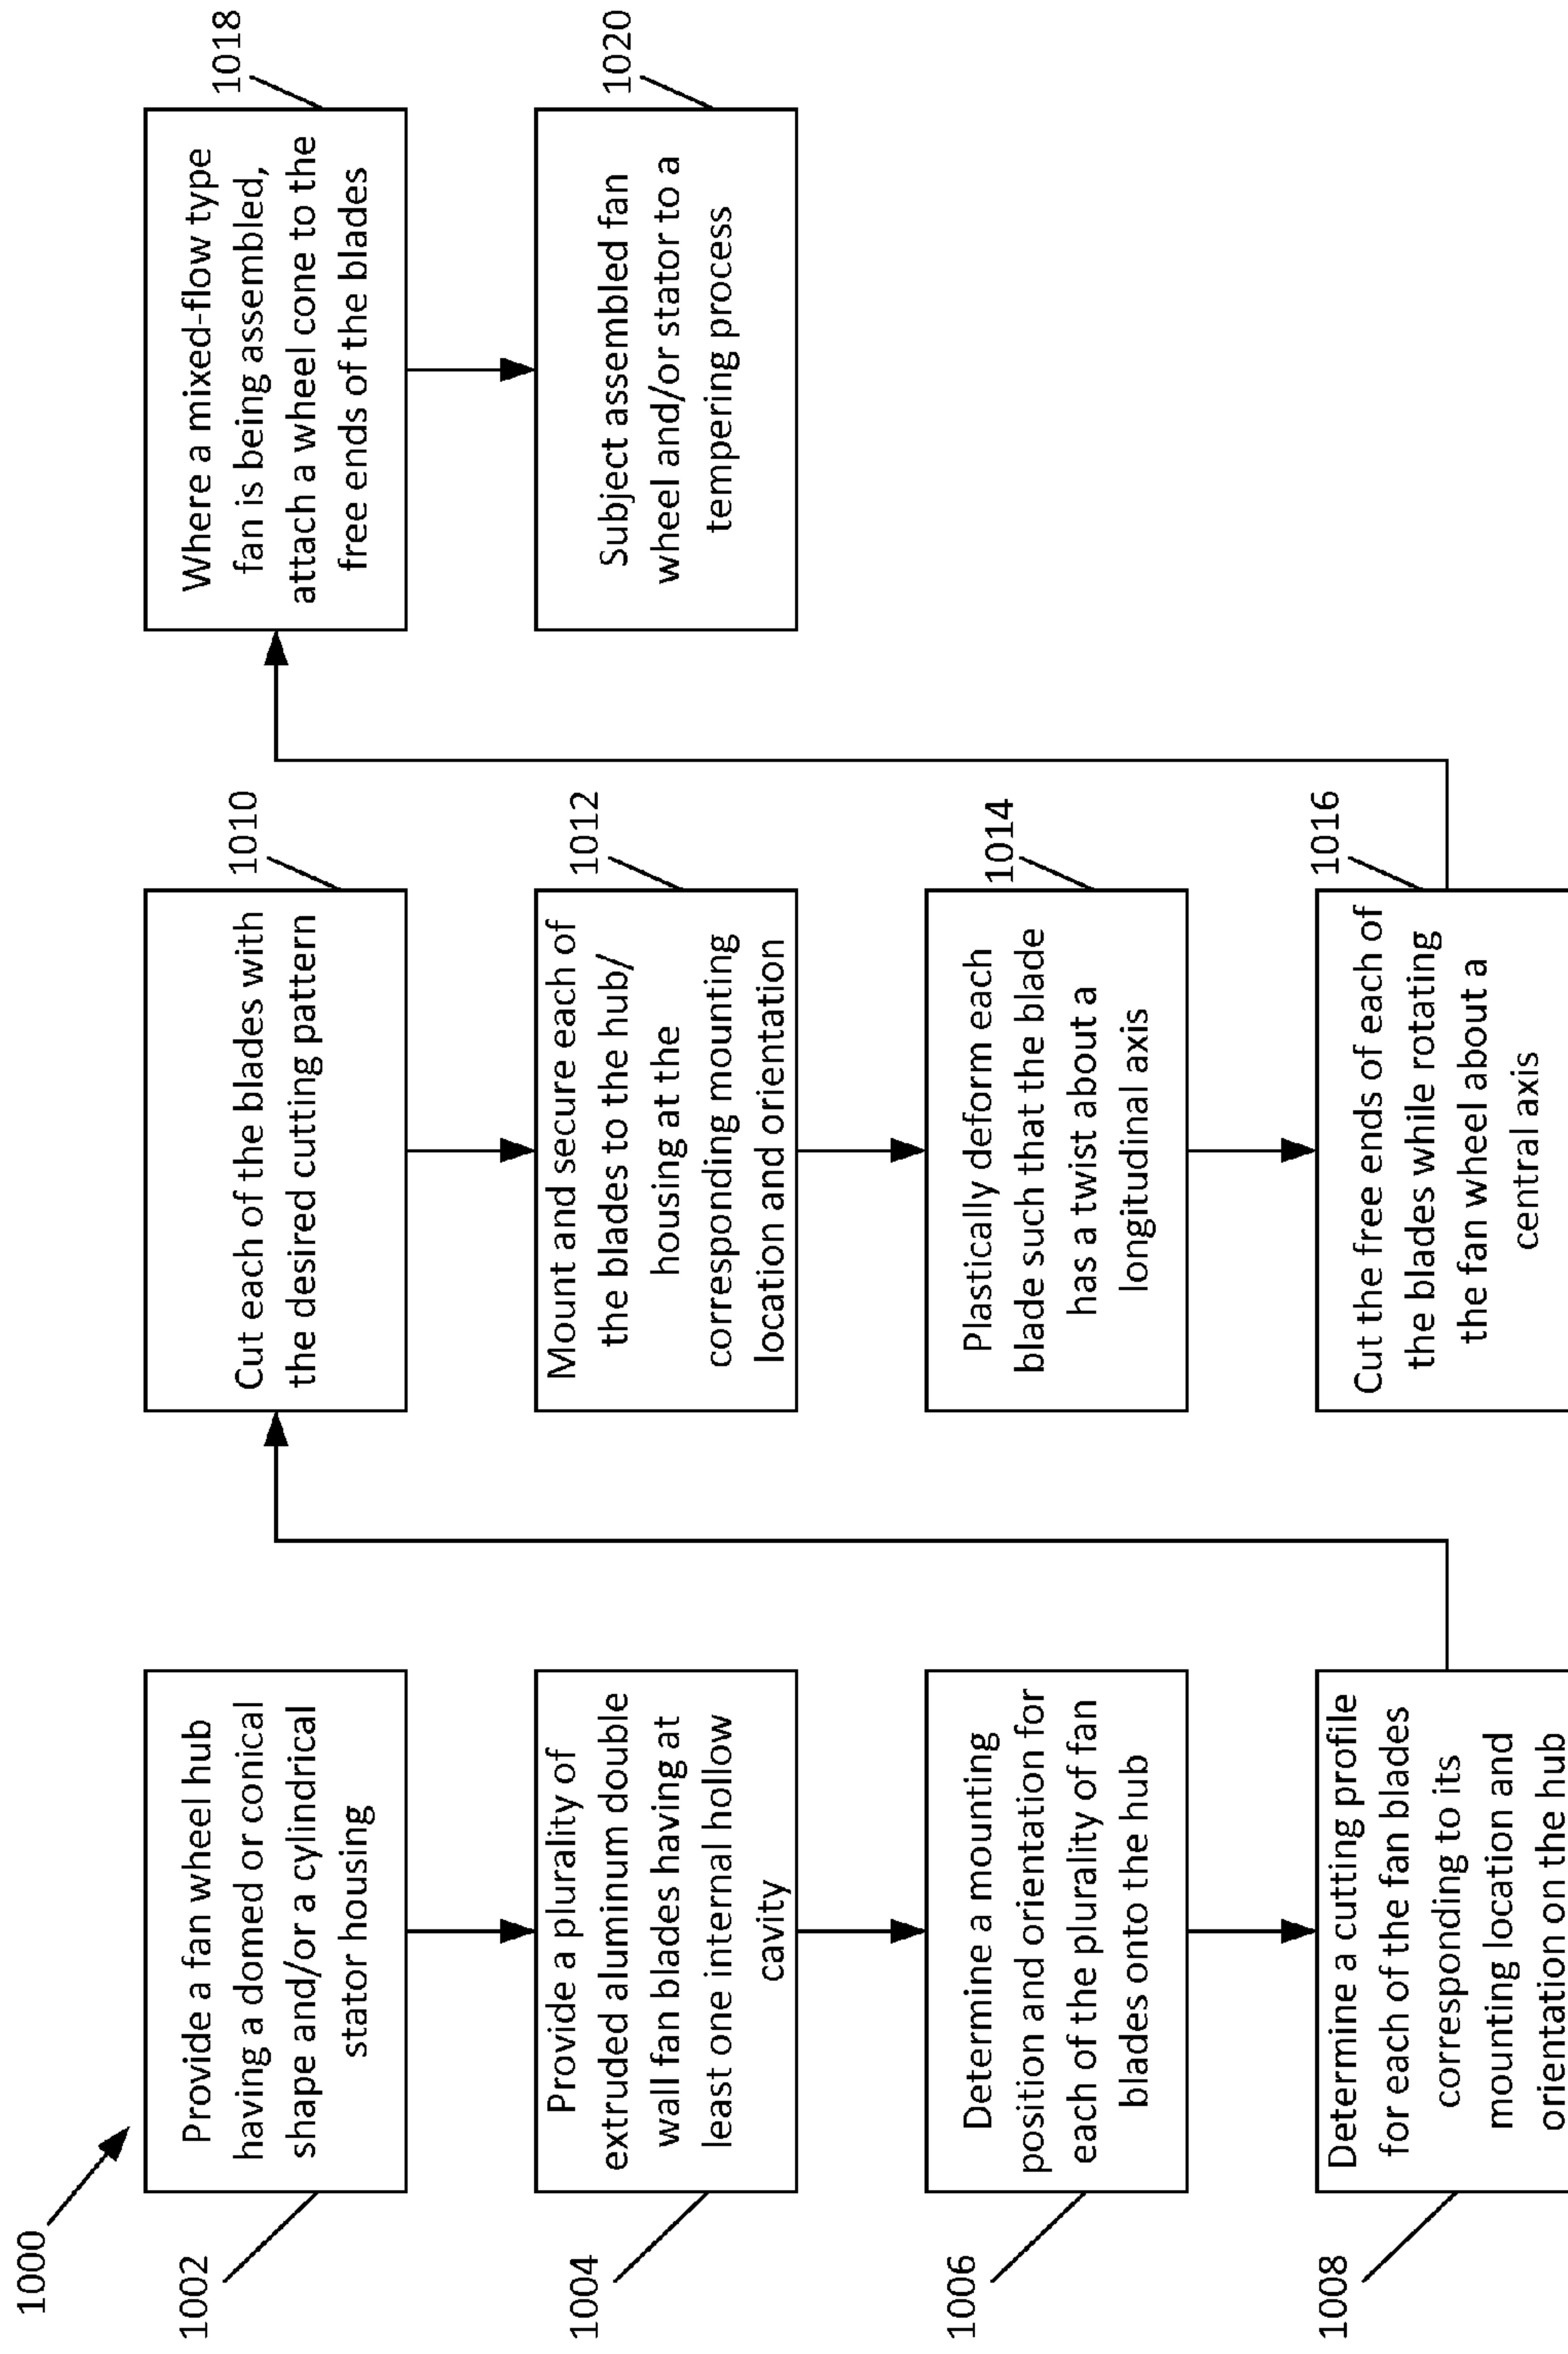 1000
1002
Provide a fan wheel hub
having a domed or conical
shape and/or a cylindrical
stator housing
1004
Provide a plurality of
extruded aluminum double
wall fan blades having at
least one internal hollow
cavity
1006
Determine a mounting
position and orientation for
each of the plurality of fan
blades onto the hub
1008
Determine a cutting profile
for each of the fan blades
corresponding to its
mounting location and
orientation on the hub
1010
Cut each of the blades with
the desired cutting pattern
1012
Mount and secure each of
the blades to the hub/
housing at the
corresponding mounting
location and orientation
1014
Plastically deform each
blade such that the blade
has a twist about a
longitudinal axis
1016
Cut the free ends of each of
the blades while rotating
the fan wheel about a
central axis
1018
Where a mixed-flow type
fan is being assembled,
attach a wheel cone to the
free ends of the blades
1020
Subject assembled fan
wheel and/or stator to a
tempering process